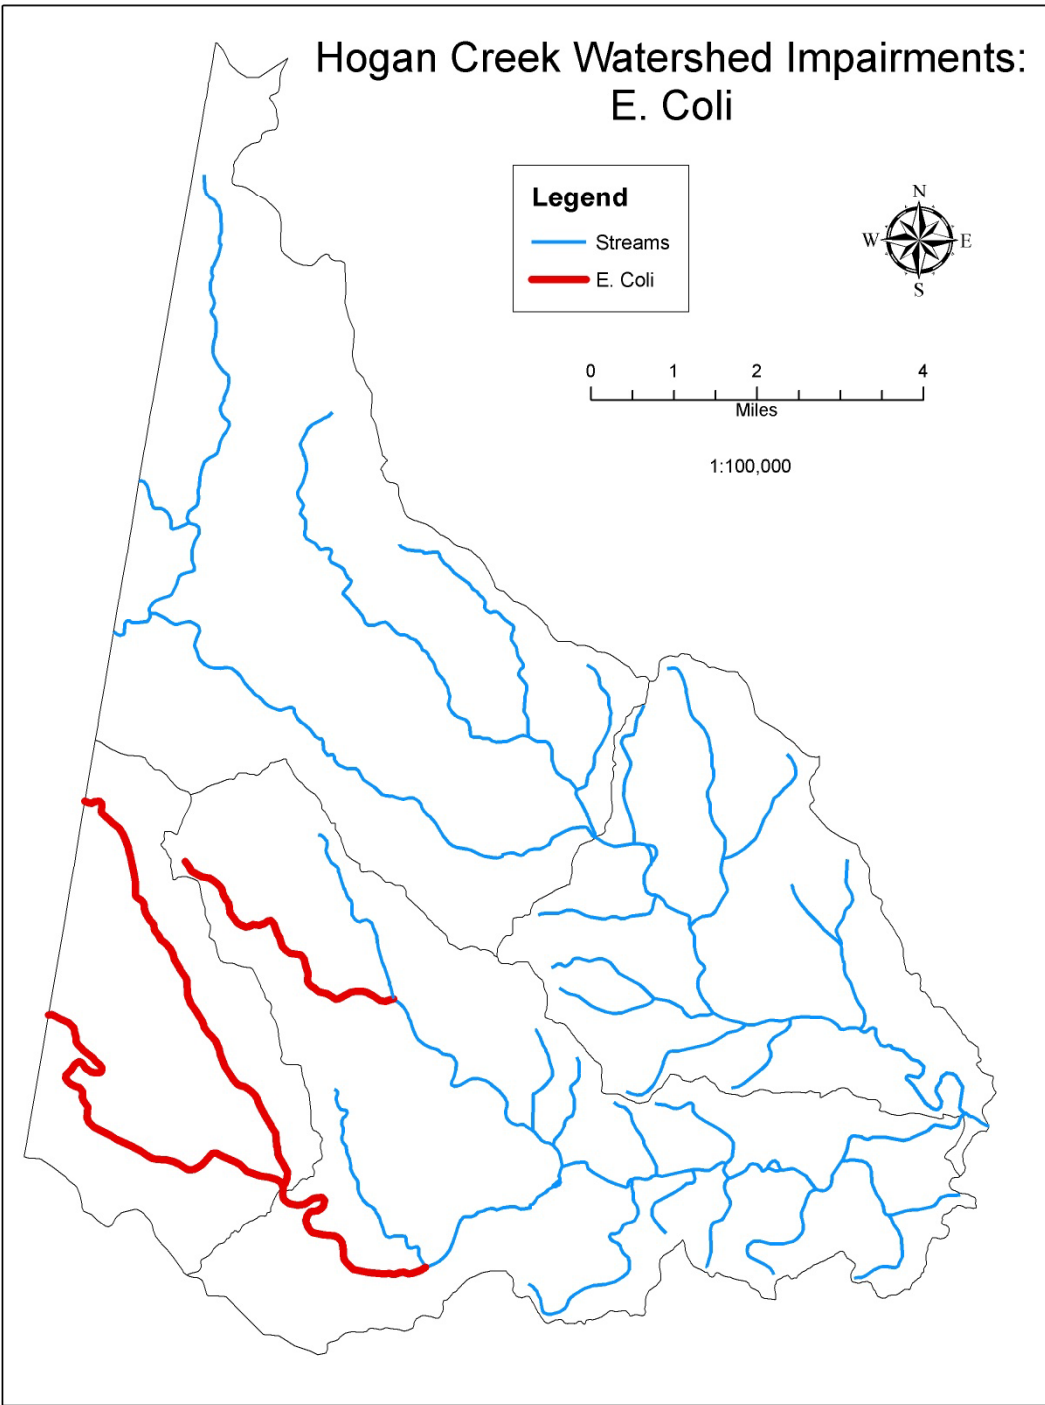 Hogan Creek Watershed Impairments:
E. Coli
Legend
Streams
E. Coli
N
W E
S
0 1 2 4
Miles
1:100,000